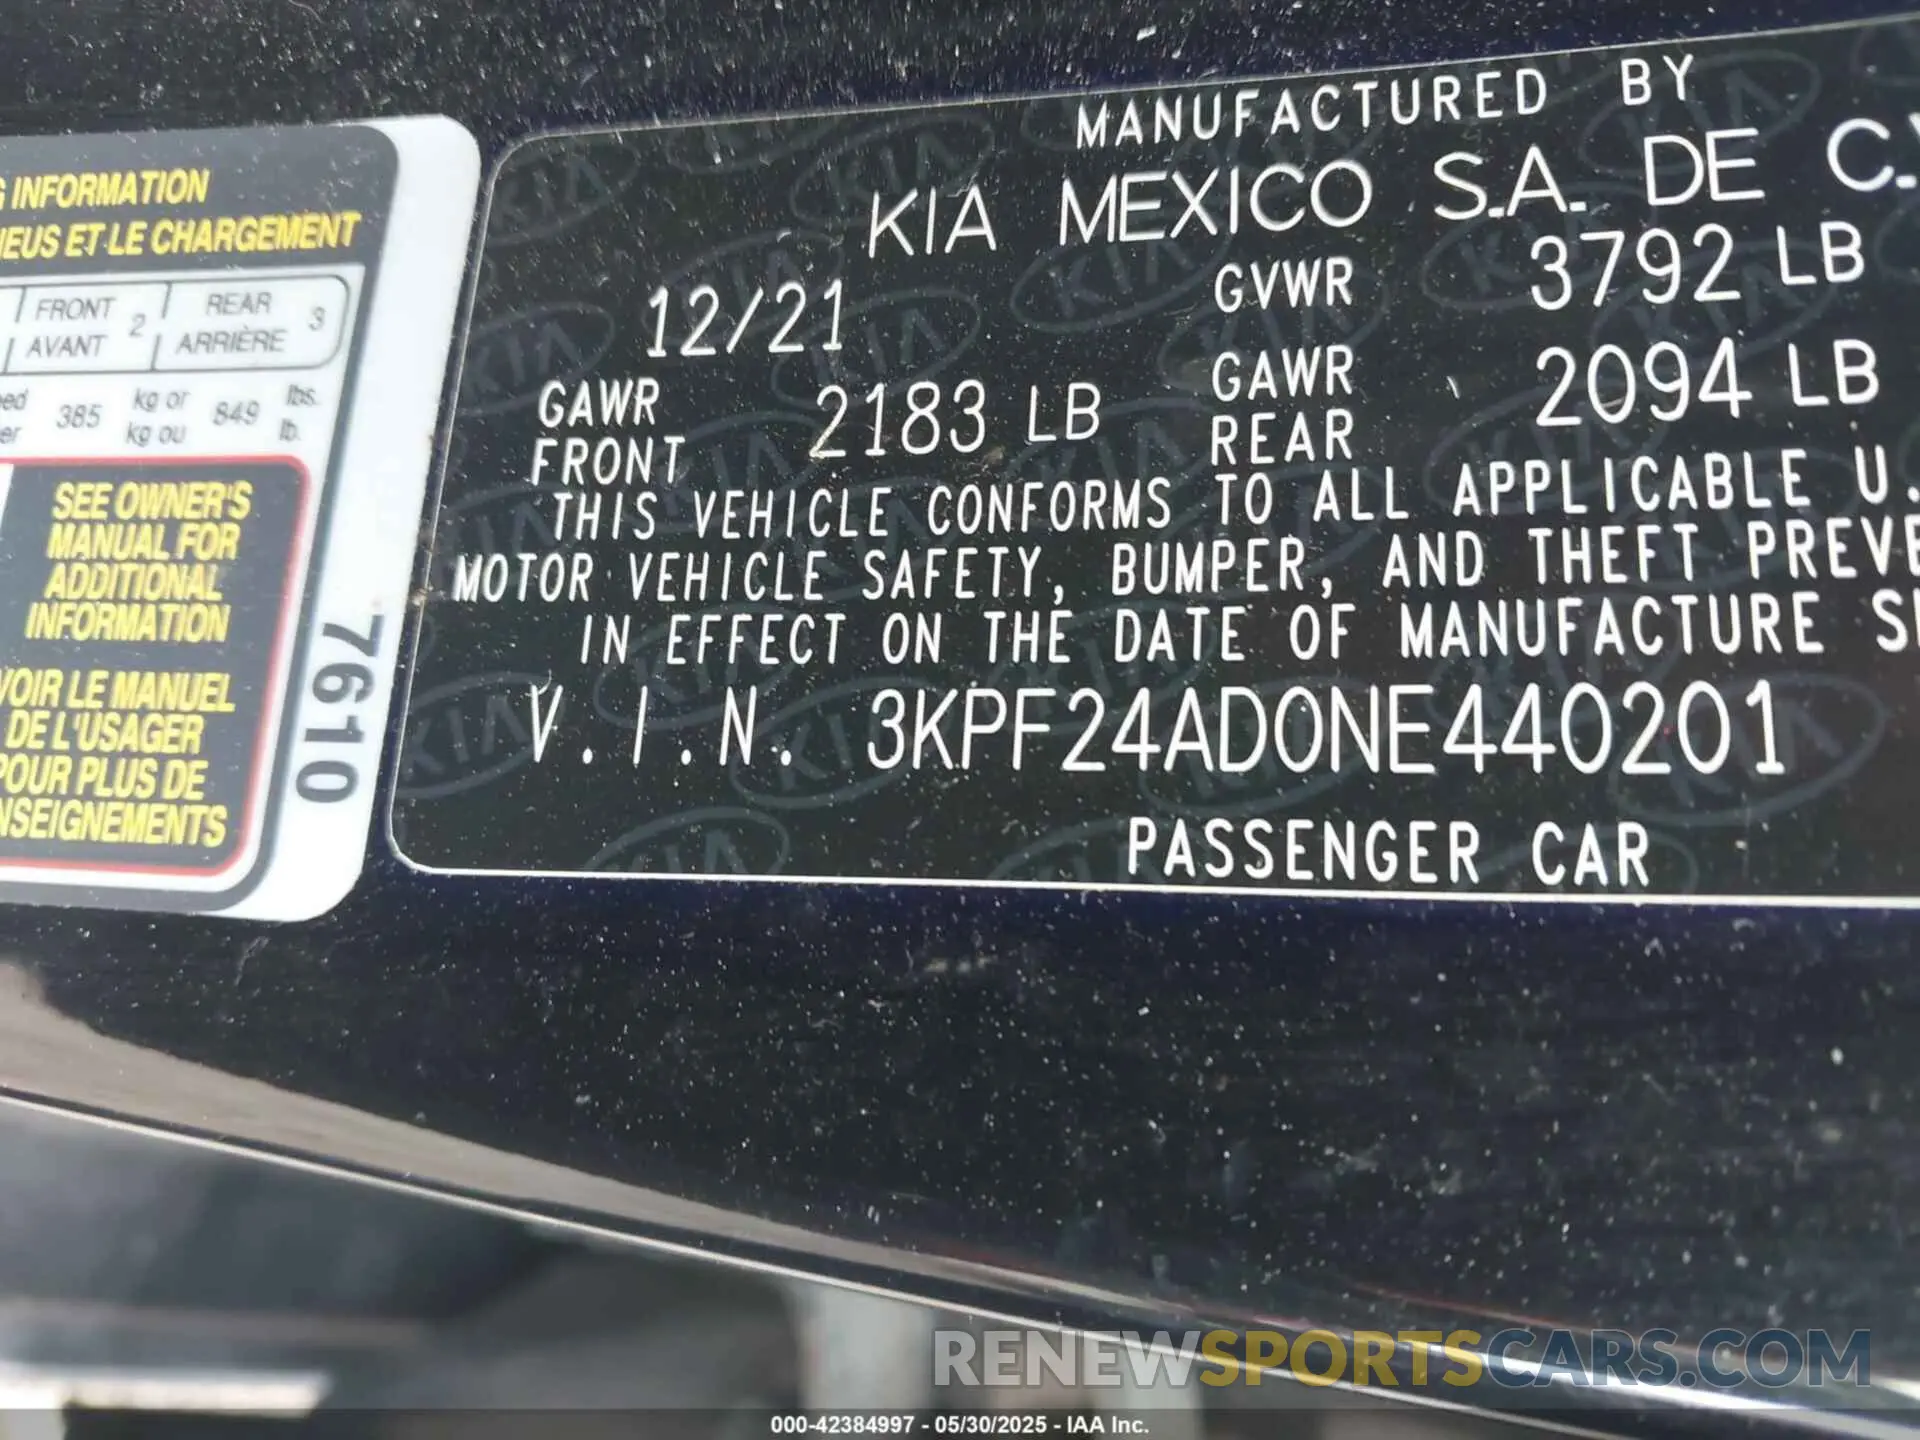 G INFORMATION
NEUS ET LE CHARGEMENT
FRONT 2 REAR 3
AVANT ARRIÈRE
385 kg or 849 lbs.
kg ou lb.
SEE OWNER'S
MANUAL FOR
ADDITIONAL
INFORMATION
VOIR LE MANUEL
DE L'USAGER
POUR PLUS DE
NSEIGNEMENTS
7610
MANUFACTURED BY
KIA MEXICO S.A. DE C.V
12/21 GVWR 3792 LB
GAWR 2183 LB GAWR 2094 LB
FRONT REAR
THIS VEHICLE CONFORMS TO ALL APPLICABLE U.
MOTOR VEHICLE SAFETY, BUMPER, AND THEFT PREVE
IN EFFECT ON THE DATE OF MANUFACTURE S
V.I.N. 3KPF24AD0NE440201
PASSENGER CAR
RENEWSPORTSCARS.COM
000-42384997 - 05/30/2025 - IAA Inc.